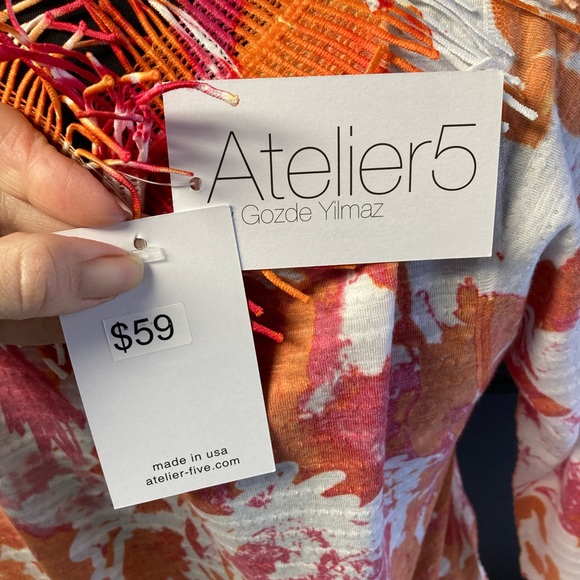 Atelier5
Gozde Yilmaz
$59
made in usa
atelier-five.com